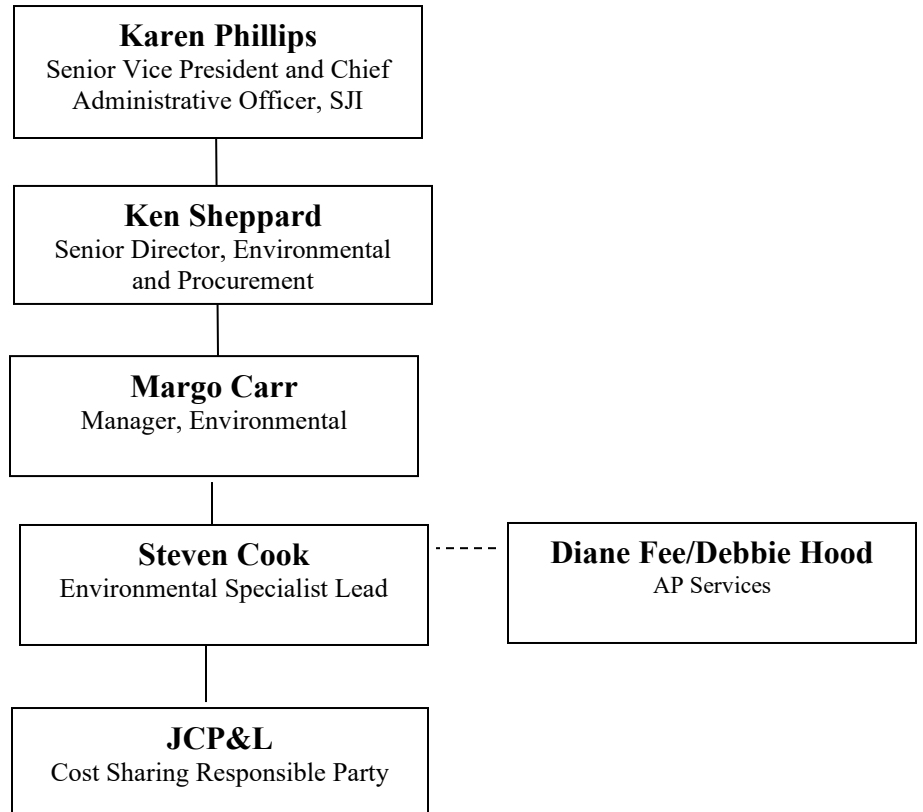 Karen Phillips
Senior Vice President and Chief
Administrative Officer, SJI
Ken Sheppard
Senior Director, Environmental
and Procurement
Margo Carr
Manager, Environmental
Steven Cook
Environmental Specialist Lead
Diane Fee/Debbie Hood
AP Services
JCP&L
Cost Sharing Responsible Party